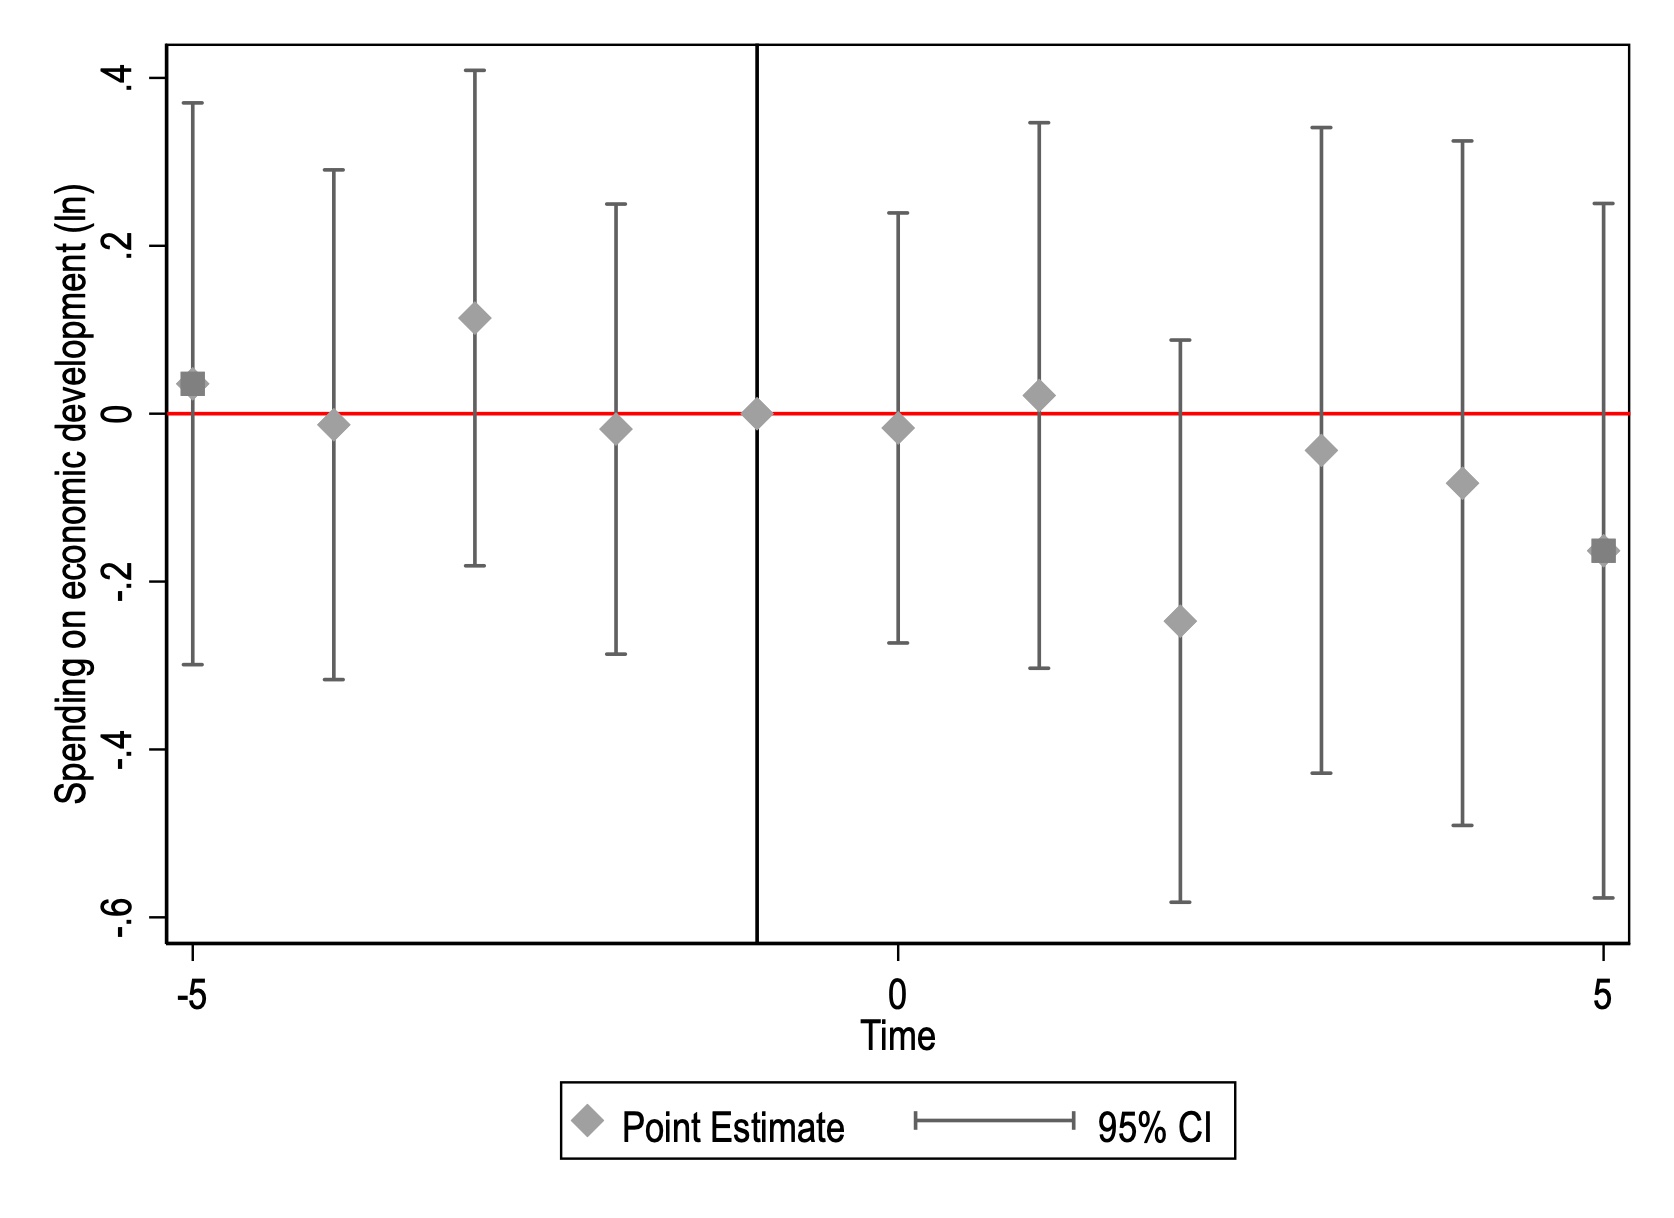 Spending on economic development (ln)
.4
.2
0
-.2
-.4
-.6
-5 0 5
Time
Point Estimate 95% CI